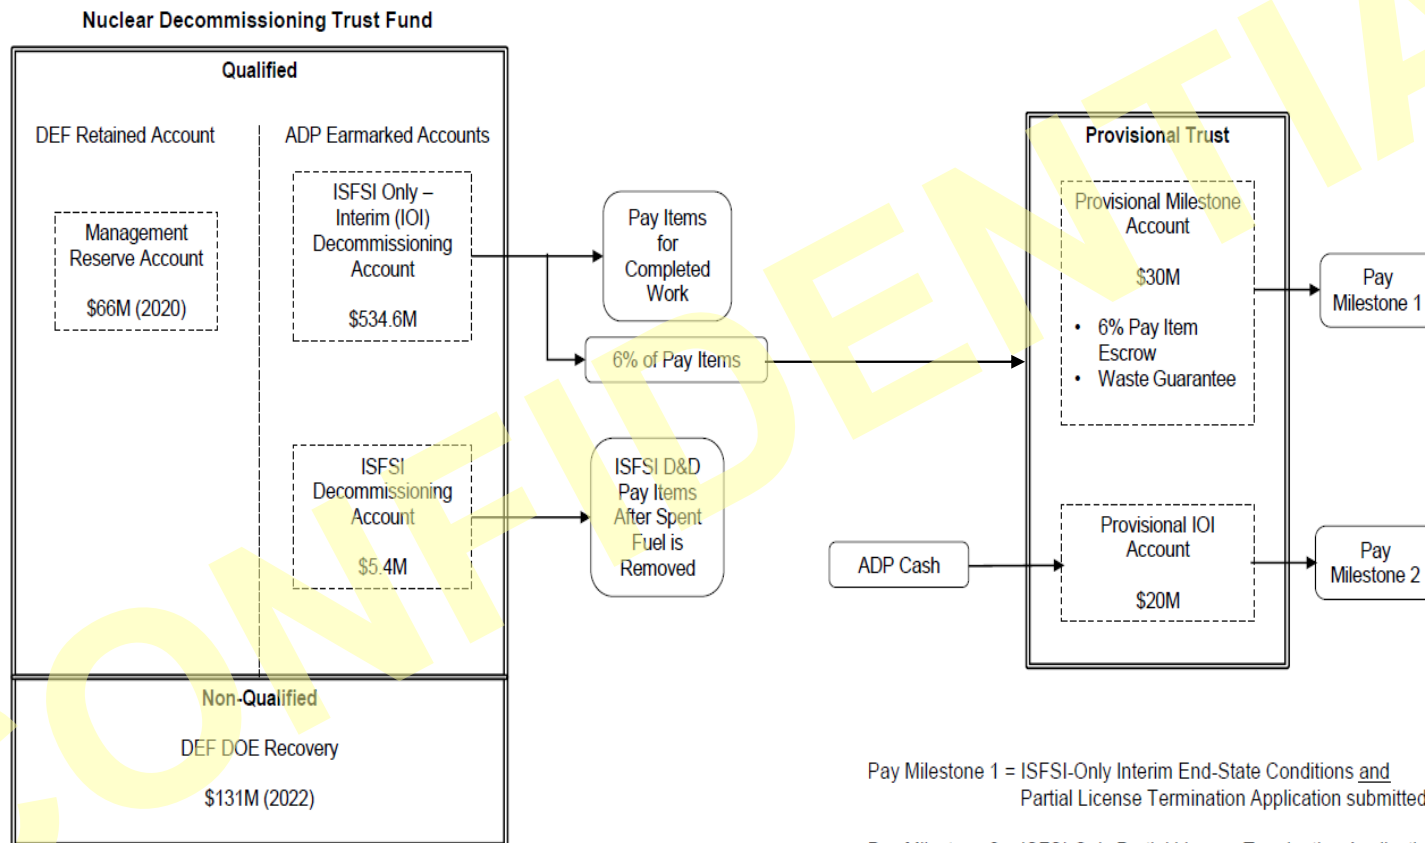 Nuclear Decommissioning Trust Fund
Qualified
DEF Retained Account
ADP Earmarked Accounts
Management
Reserve Account
$66M (2020)
ISFSI Only –
Interim (IOI)
Decommissioning
Account
$534.6M
Pay Items
for
Completed
Work
6% of Pay Items
ISFSI
Decommissioning
Account
$5.4M
ISFSI D&D
Pay Items
After Spent
Fuel is
Removed
Non-Qualified
DEF DOE Recovery
$131M (2022)
Provisional Trust
Provisional Milestone
Account
$30M
• 6% Pay Item
Escrow
• Waste Guarantee
Pay
Milestone 1
ADP Cash
Provisional IOI
Account
$20M
Pay
Milestone 2
Pay Milestone 1 = ISFSI-Only Interim End-State Conditions and
Partial License Termination Application submitted
CONFIDENTIA